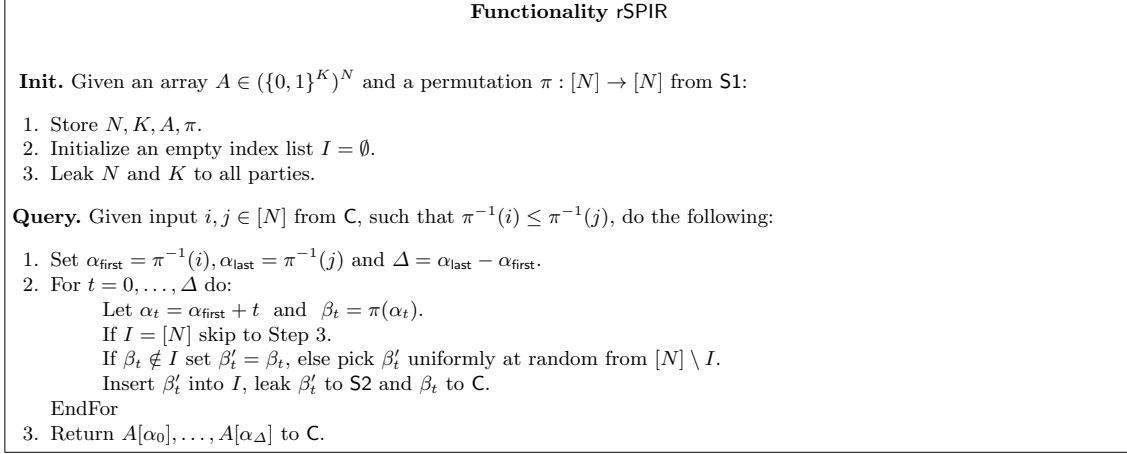 Functionality rSPIR
Init. Given an array A ∈ ({0, 1}^K)^N and a permutation π : [N] → [N] from S1:
1. Store N, K, A, π.
2. Initialize an empty index list I = ∅.
3. Leak N and K to all parties.
Query. Given input i, j ∈ [N] from C, such that π^{-1}(i) ≤ π^{-1}(j), do the following:
1. Set α_first = π^{-1}(i), α_last = π^{-1}(j) and Δ = α_last − α_first.
2. For t = 0, . . . , Δ do:
Let α_t = α_first + t and β_t = π(α_t).
If I = [N] skip to Step 3.
If β_t ∉ I set β′_t = β_t, else pick β′_t uniformly at random from [N] \ I.
Insert β′_t into I, leak β′_t to S2 and β_t to C.
EndFor
3. Return A[α_0], . . . , A[α_Δ] to C.